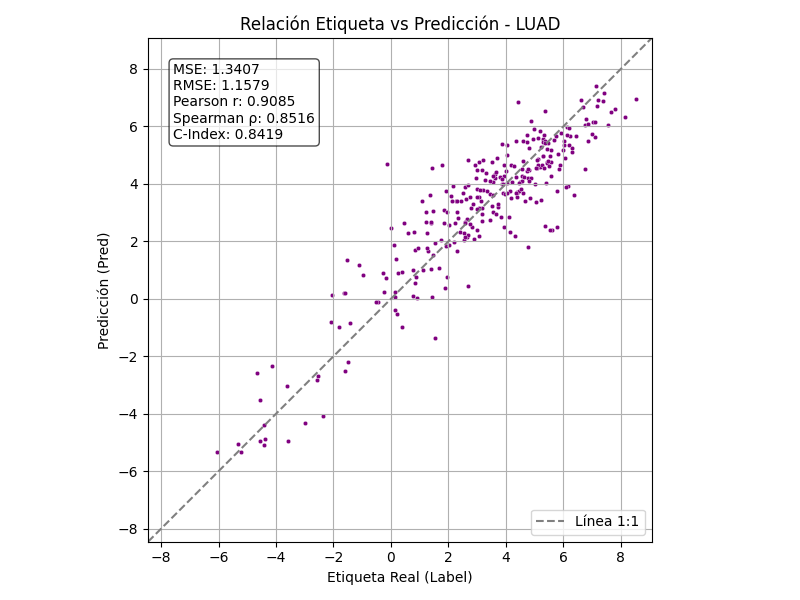 Relación Etiqueta vs Predicción - LUAD
MSE: 1.3407
RMSE: 1.1579
Pearson r: 0.9085
Spearman ρ: 0.8516
C-Index: 0.8419
Predicción (Pred)
8
6
4
2
0
−2
−4
−6
−8
Línea 1:1
−8 −6 −4 −2 0 2 4 6 8
Etiqueta Real (Label)